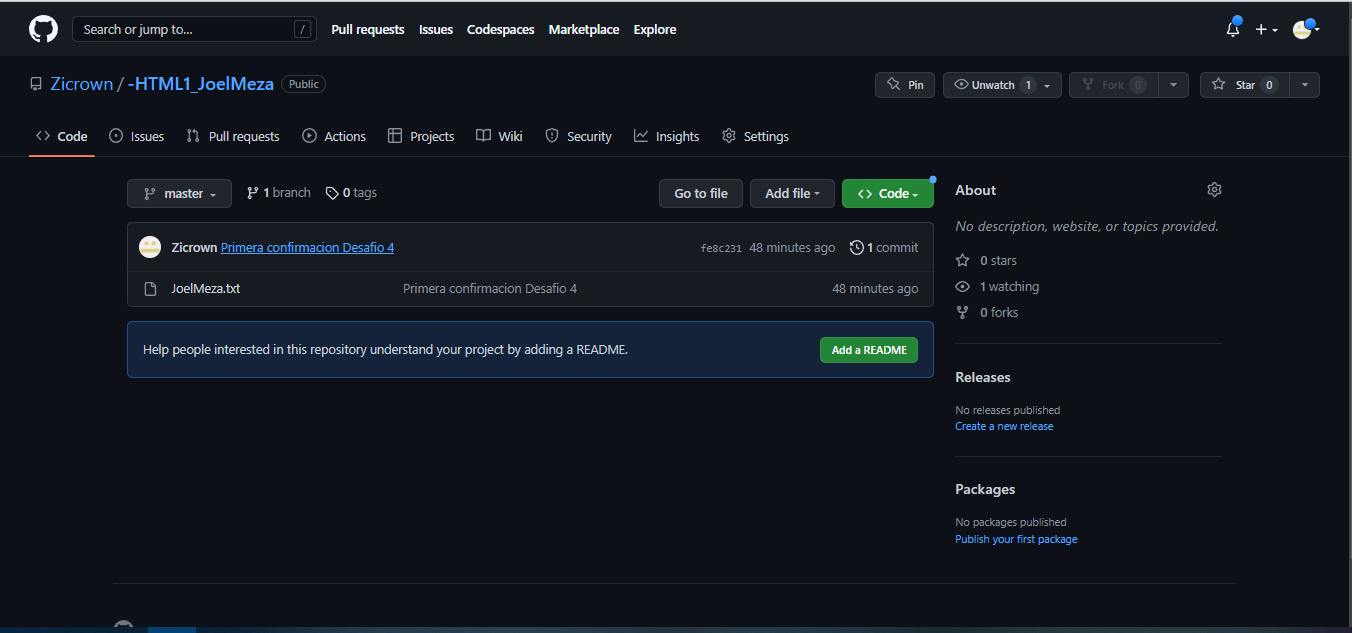 Search or jump to... /
Pull requests Issues Codespaces Marketplace Explore
Zicrown / -HTML1_JoelMeza Public
Pin Unwatch 1 Fork 0 Star 0
Code Issues Pull requests Actions Projects Wiki Security Insights Settings
master 1 branch 0 tags Go to file Add file Code
Zicrown Primera confirmacion Desafio 4 fe8c231 48 minutes ago 1 commit
JoelMeza.txt Primera confirmacion Desafio 4 48 minutes ago
Help people interested in this repository understand your project by adding a README. Add a README
About
No description, website, or topics provided.
0 stars
1 watching
0 forks
Releases
No releases published
Create a new release
Packages
No packages published
Publish your first package